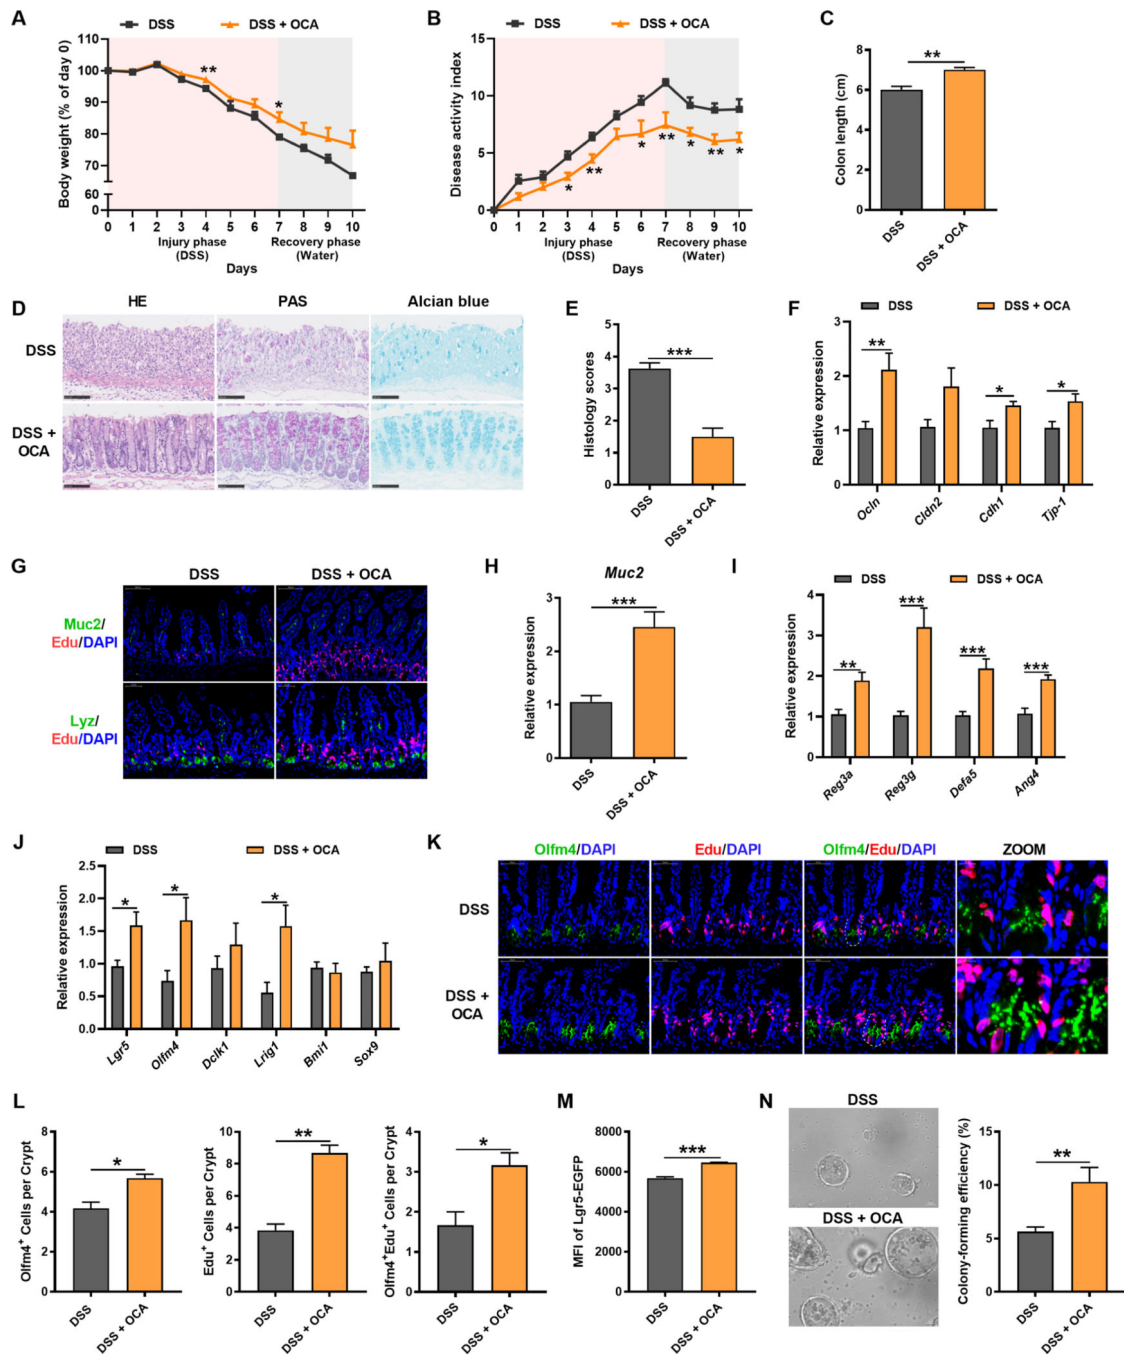 A
DSS
DSS + OCA
Body weight (% of day 0)
110
100
90
80
70
60
0
0 1 2 3 4 5 6 7 8 9 10
**
*
Injury phase
(DSS)
Recovery phase
(Water)
Days
B
DSS
DSS + OCA
Disease activity index
15
10
5
0
0 1 2 3 4 5 6 7 8 9 10
* ** * ** * ** *
Injury phase
(DSS)
Recovery phase
(Water)
Days
C
Colon length (cm)
8
6
4
2
0
**
DSS
DSS + OCA
D
HE
PAS
Alcian blue
DSS
DSS +
OCA
E
Histology scores
5
4
3
2
1
0
***
DSS
DSS + OCA
F
DSS
DSS + OCA
Relative expression
3
2
1
0
** * *
Ocln
Cldn2
Cdh1
Tjp-1
G
DSS
DSS + OCA
Muc2/
Edu/DAPI
Lyz/
Edu/DAPI
H
Muc2
Relative expression
3
2
1
0
***
DSS
DSS + OCA
I
DSS
DSS + OCA
Relative expression
4
3
2
1
0
** *** *** ***
Reg3a
Reg3g
Defa5
Ang4
J
DSS
DSS + OCA
Relative expression
2.5
2.0
1.5
1.0
0.5
0.0
* * *
Lgr5
Olfm4
Dclk1
Lrig1
Bmi1
Sox9
K
Olfm4/DAPI
Edu/DAPI
Olfm4/Edu/DAPI
ZOOM
DSS
DSS +
OCA
L
Olfm4+ Cells per Crypt
8
6
4
2
0
*
DSS
DSS + OCA
Edu+ Cells per Crypt
10
8
6
4
2
0
**
DSS
DSS + OCA
Olfm4+Edu+ Cells per Crypt
4
3
2
1
0
*
DSS
DSS + OCA
M
MFI of Lgr5-EGFP
8000
6000
4000
2000
0
***
DSS
DSS + OCA
N
DSS
DSS + OCA
Colony-forming efficiency (%)
15
10
5
0
**
DSS
DSS + OCA